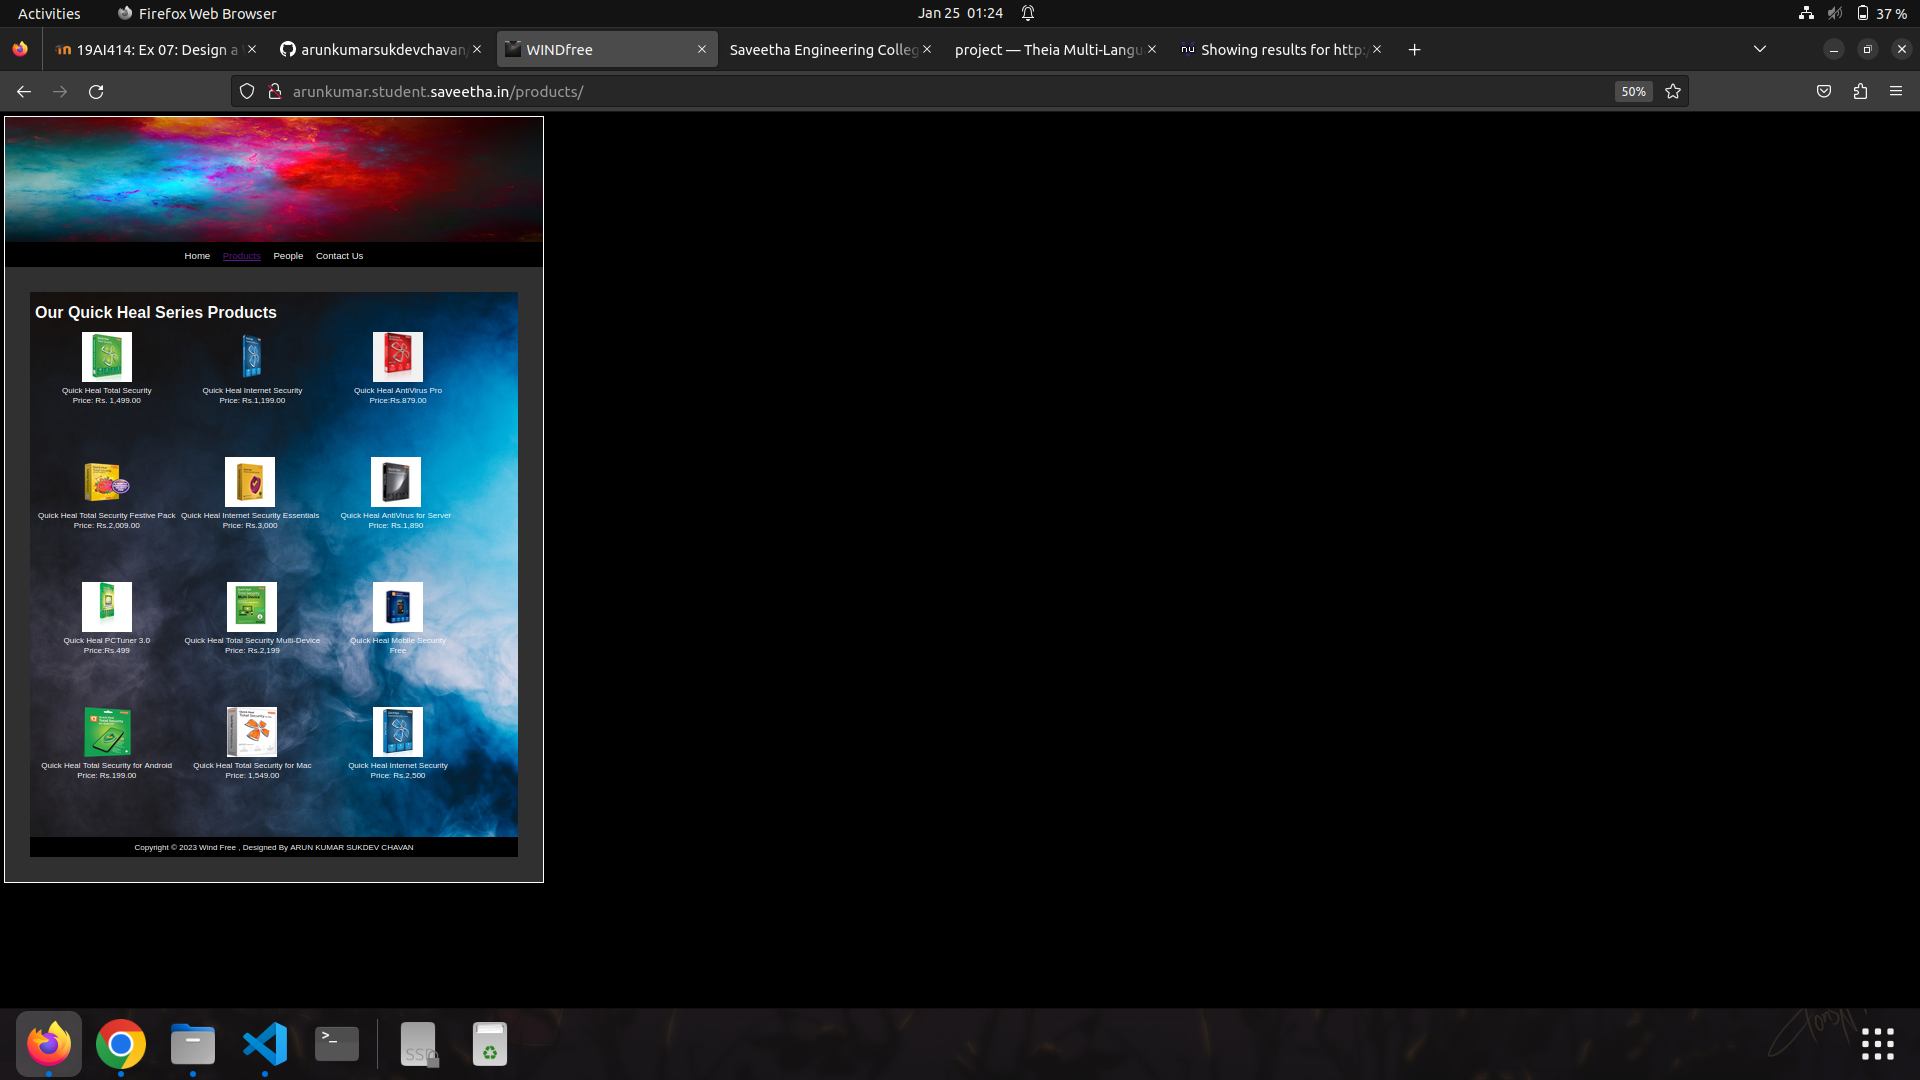 Activities
Firefox Web Browser
Jan 25 01:24
37 %
19AI414: Ex 07: Design a
arunkumarsukdevchavan/
WINDfree
Saveetha Engineering Colleg
project — Theia Multi-Langu
Showing results for http:/
arunkumar.student.saveetha.in/products/
50%
Home Products People Contact Us
Our Quick Heal Series Products
Quick Heal Total Security
Price: Rs. 1,499.00
Quick Heal Internet Security
Price: Rs.1,199.00
Quick Heal AntiVirus Pro
Price:Rs.879.00
Quick Heal Total Security Festive Pack
Price: Rs.2,009.00
Quick Heal Internet Security Essentials
Price: Rs.3,000
Quick Heal AntiVirus for Server
Price: Rs.1,890
Quick Heal PCTuner 3.0
Price:Rs.499
Quick Heal Total Security Multi-Device
Price: Rs.2,199
Quick Heal Mobile Security
Free
Quick Heal Total Security for Android
Price: Rs.199.00
Quick Heal Total Security for Mac
Price: 1,549.00
Quick Heal Internet Security
Price: Rs.2,500
Copyright © 2023 Wind Free , Designed By ARUN KUMAR SUKDEV CHAVAN
SSD